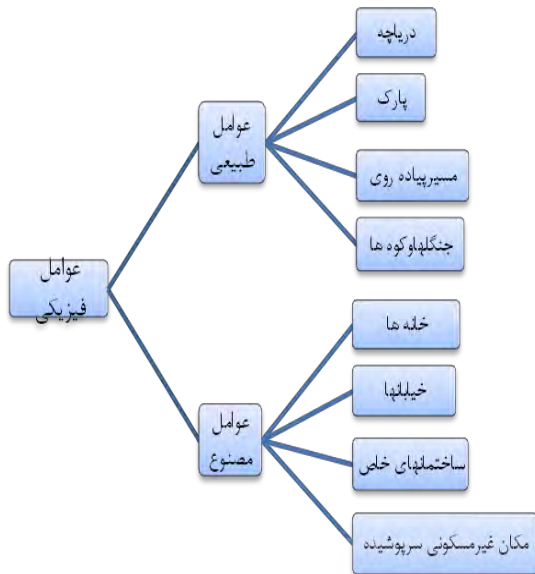 عوامل
فیزیکی
عوامل
طبیعی
دریاچه
پارک
مسیرپیاده روی
جنگلهاوکوه ها
عوامل
مصنوع
خانه ها
خیابانها
ساختمانهای خاص
مکان غیرمسکونی سرپوشیده